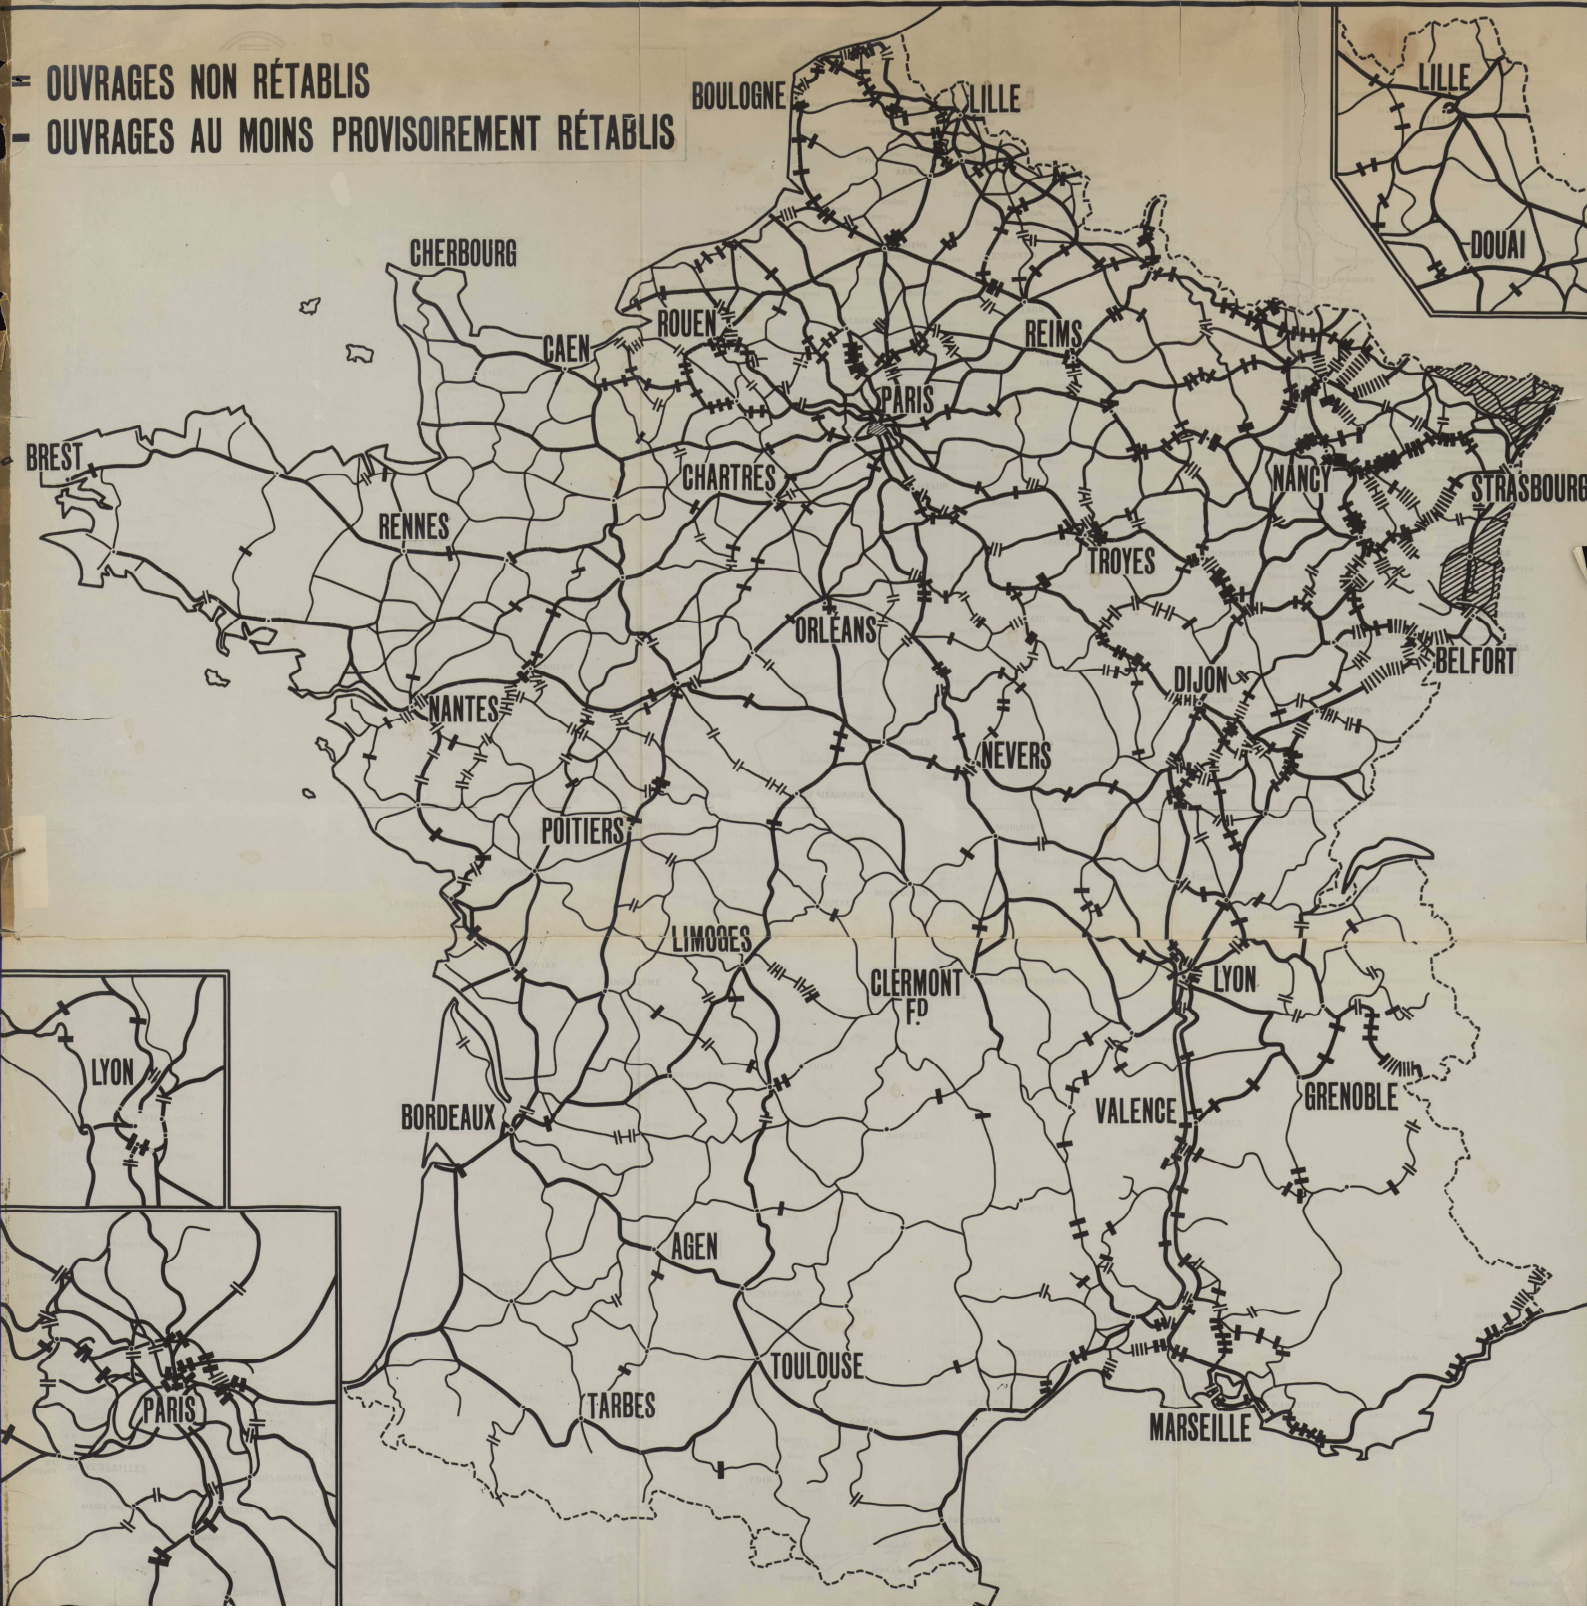 = OUVRAGES NON RÉTABLIS
- OUVRAGES AU MOINS PROVISOIREMENT RÉTABLIS
BOULOGNE
LILLE
LILLE
DOUAI
CHERBOURG
CAEN
ROUEN
REIMS
PARIS
BREST
CHARTRES
NANCY
STRASBOURG
RENNES
TROYES
ORLÉANS
BELFORT
DIJON
NANTES
NEVERS
POITIERS
LIMOGES
CLERMONT
FD.
LYON
LYON
BORDEAUX
VALENCE
GRENOBLE
AGEN
TOULOUSE
TARBES
MARSEILLE
PARIS